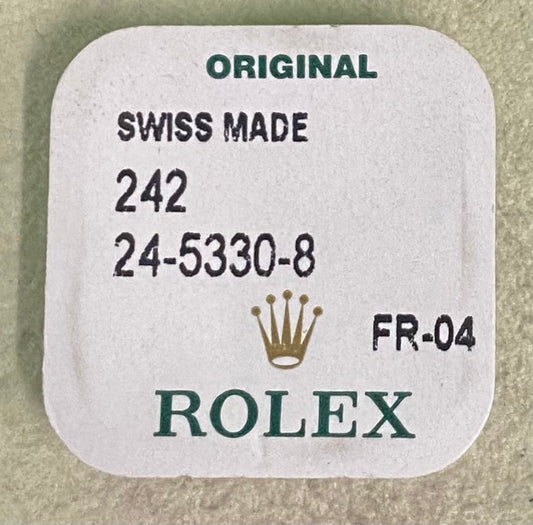 ORIGINAL
SWISS MADE
242
24-5330-8
FR-04
ROLEX